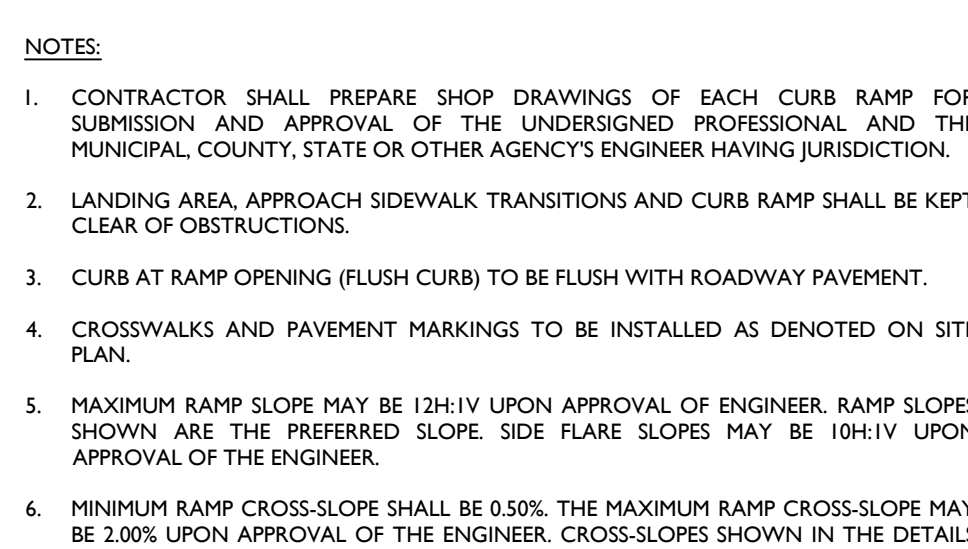 NOTES:
1. CONTRACTOR SHALL PREPARE SHOP DRAWINGS OF EACH CURB RAMP FOR
SUBMISSION AND APPROVAL OF THE UNDERSIGNED PROFESSIONAL AND THE
MUNICIPAL, COUNTY, STATE OR OTHER AGENCY'S ENGINEER HAVING JURISDICTION.
2. LANDING AREA, APPROACH SIDEWALK TRANSITIONS AND CURB RAMP SHALL BE KEPT
CLEAR OF OBSTRUCTIONS.
3. CURB AT RAMP OPENING (FLUSH CURB) TO BE FLUSH WITH ROADWAY PAVEMENT.
4. CROSSWALKS AND PAVEMENT MARKINGS TO BE INSTALLED AS DENOTED ON SITE
PLAN.
5. MAXIMUM RAMP SLOPE MAY BE 12H:1V UPON APPROVAL OF ENGINEER. RAMP SLOPES
SHOWN ARE THE PREFERRED SLOPE. SIDE FLARE SLOPES MAY BE 10H:1V UPON
APPROVAL OF THE ENGINEER.
6. MINIMUM RAMP CROSS-SLOPE SHALL BE 0.50%. THE MAXIMUM RAMP CROSS-SLOPE MAY
BE 2.00% UPON APPROVAL OF THE ENGINEER. CROSS-SLOPES SHOWN IN THE DETAILS